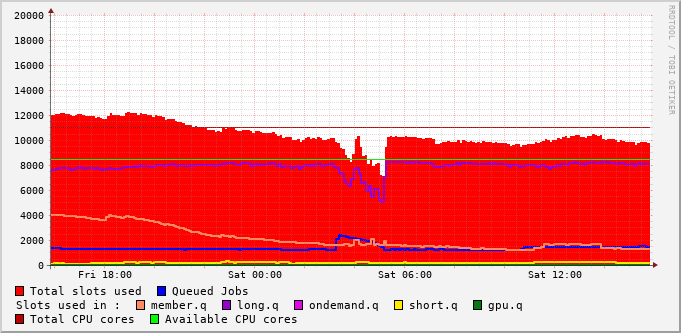 RRDTOOL / TOBI OETIKER
20000
18000
16000
14000
12000
10000
8000
6000
4000
2000
0
Fri 18:00 Sat 00:00 Sat 06:00 Sat 12:00
Total slots used Queued Jobs
Slots used in : member.q long.q ondemand.q short.q gpu.q
Total CPU cores Available CPU cores